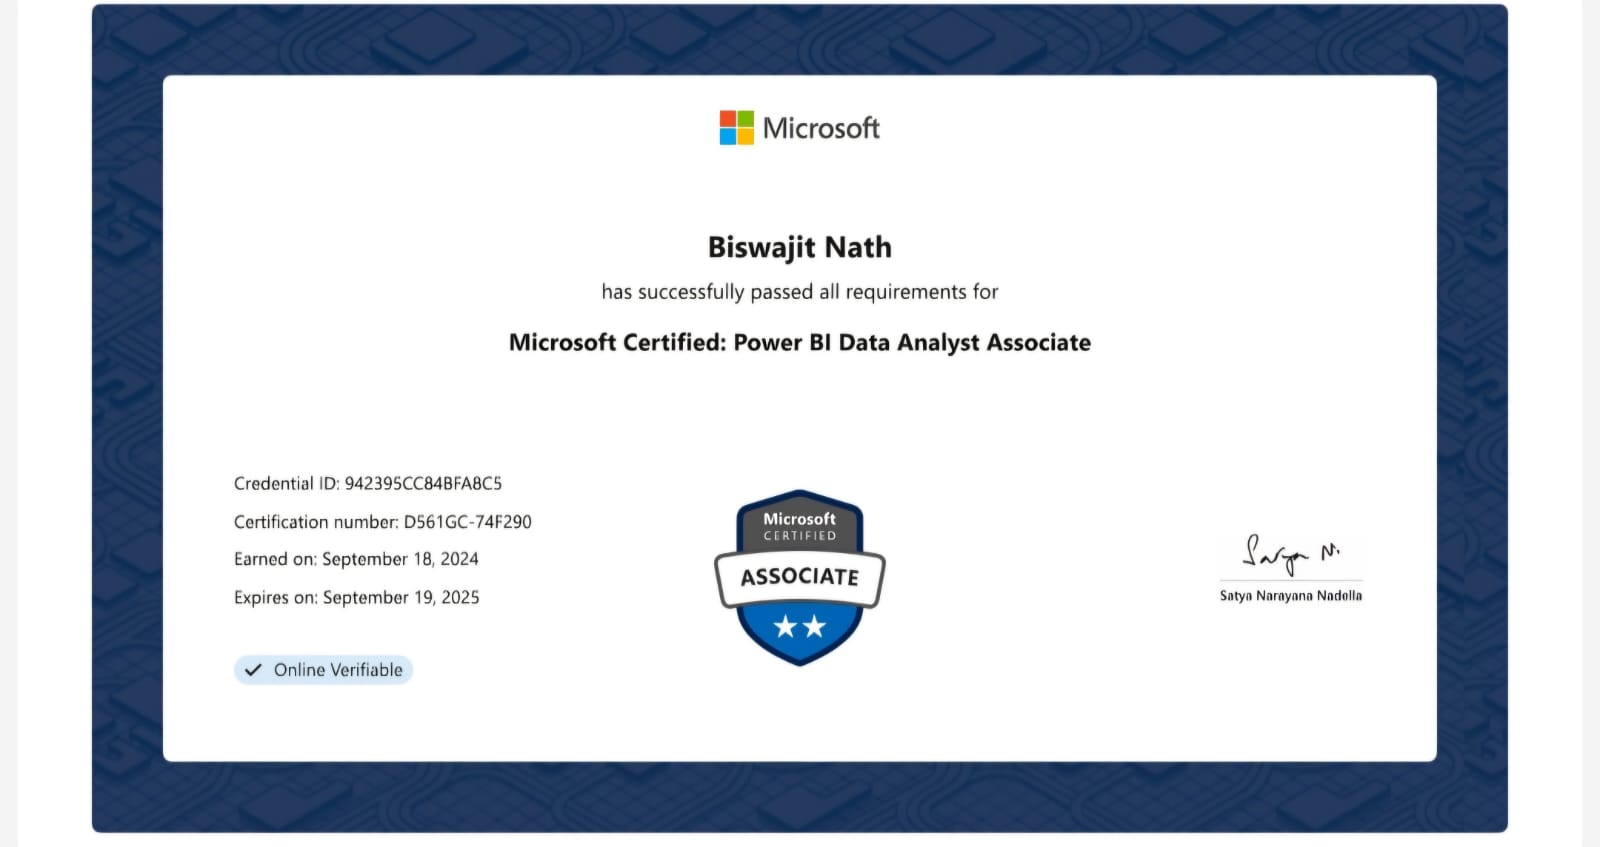 Microsoft
Biswajit Nath
has successfully passed all requirements for
Microsoft Certified: Power BI Data Analyst Associate
Credential ID: 942395CC84BFA8C5
Certification number: D561GC-74F290
Earned on: September 18, 2024
Expires on: September 19, 2025
Online Verifiable
Microsoft
CERTIFIED
ASSOCIATE
Satya N.
Satya Narayana Nadella